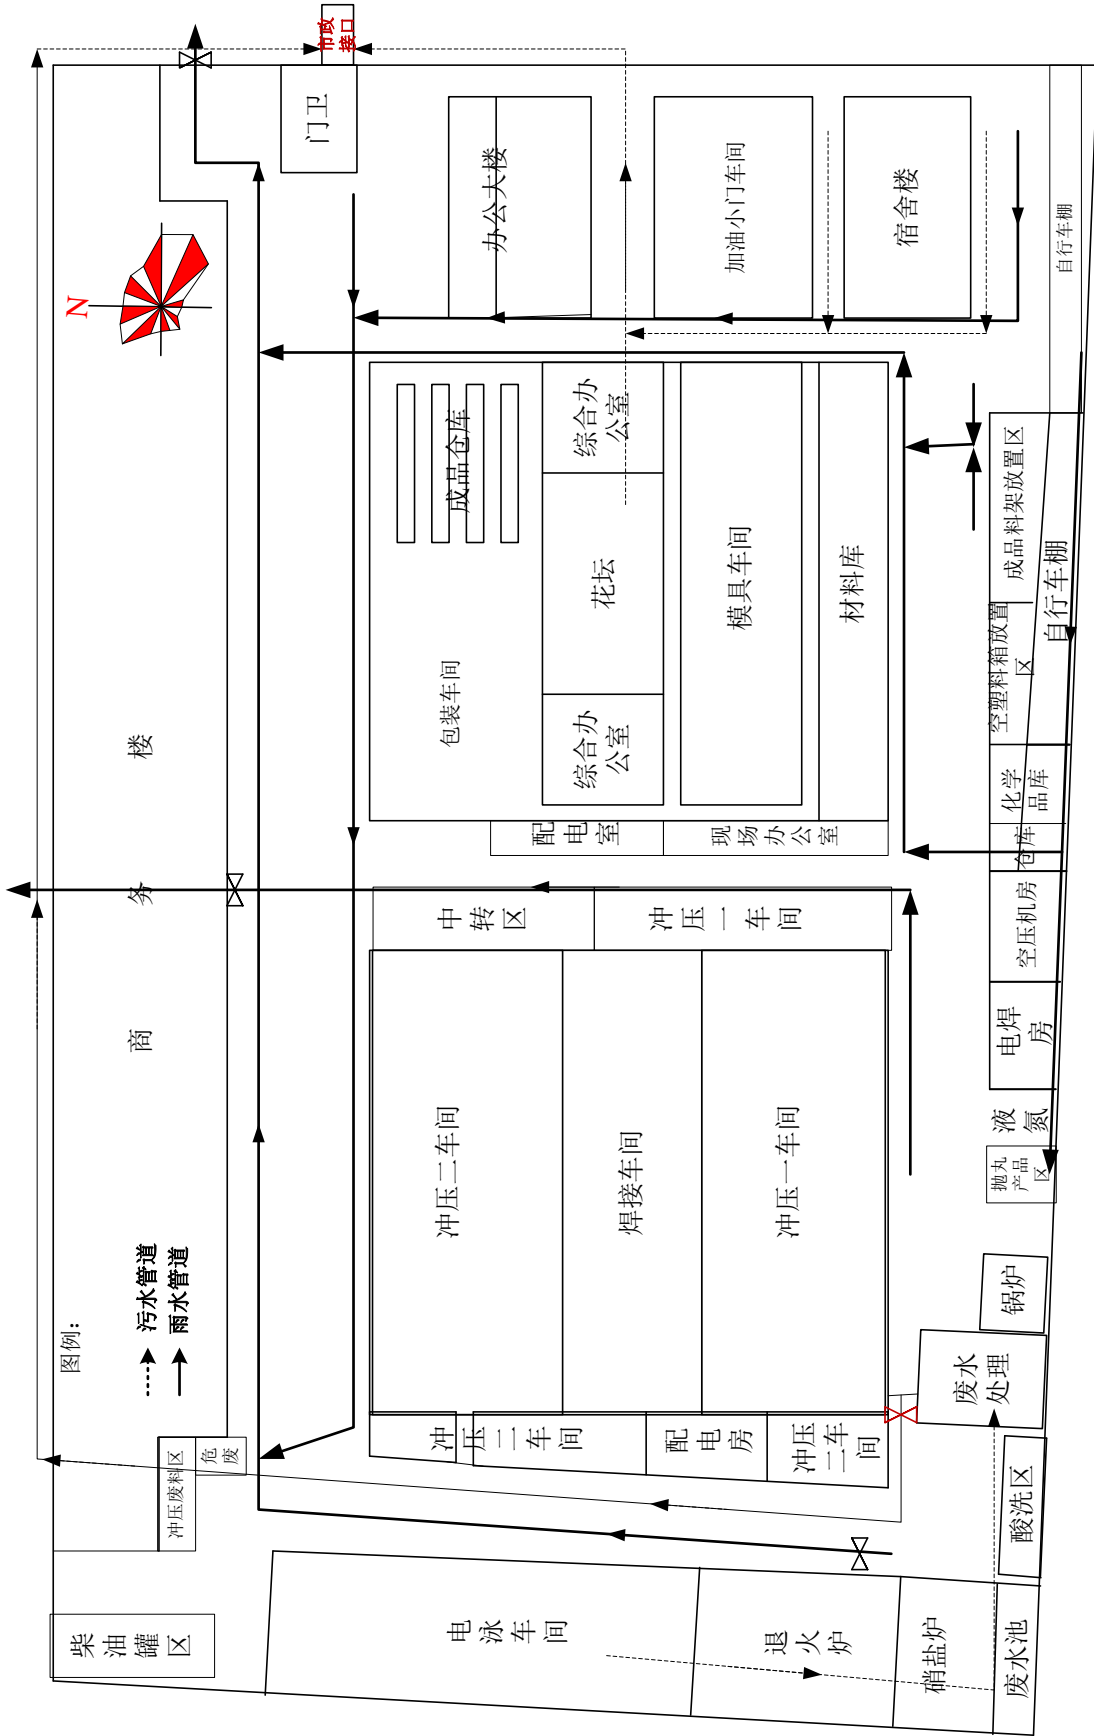 市政
接口
门卫
办公大楼
加油小门车间
宿舍楼
自行车棚
N
成品仓库
综合办
公室
花坛
综合办
公室
包装车间
模具车间
材料库
成品料架放置区
自行车棚
空塑料箱放置
区
化学
品库
仓库
空压机房
电焊
房
液
氮
抛丸
产品
区
配电室
现场办公室
中转区
冲压一车间
商务楼
冲压二车间
焊接车间
冲压一车间
图例：
污水管道
雨水管道
锅炉
废水
处理
冲压二车间
配电房
冲压
二车
间
冲压废料区
危
废
酸洗区
柴油
罐区
电泳车间
退火炉
硝盐炉
废水池